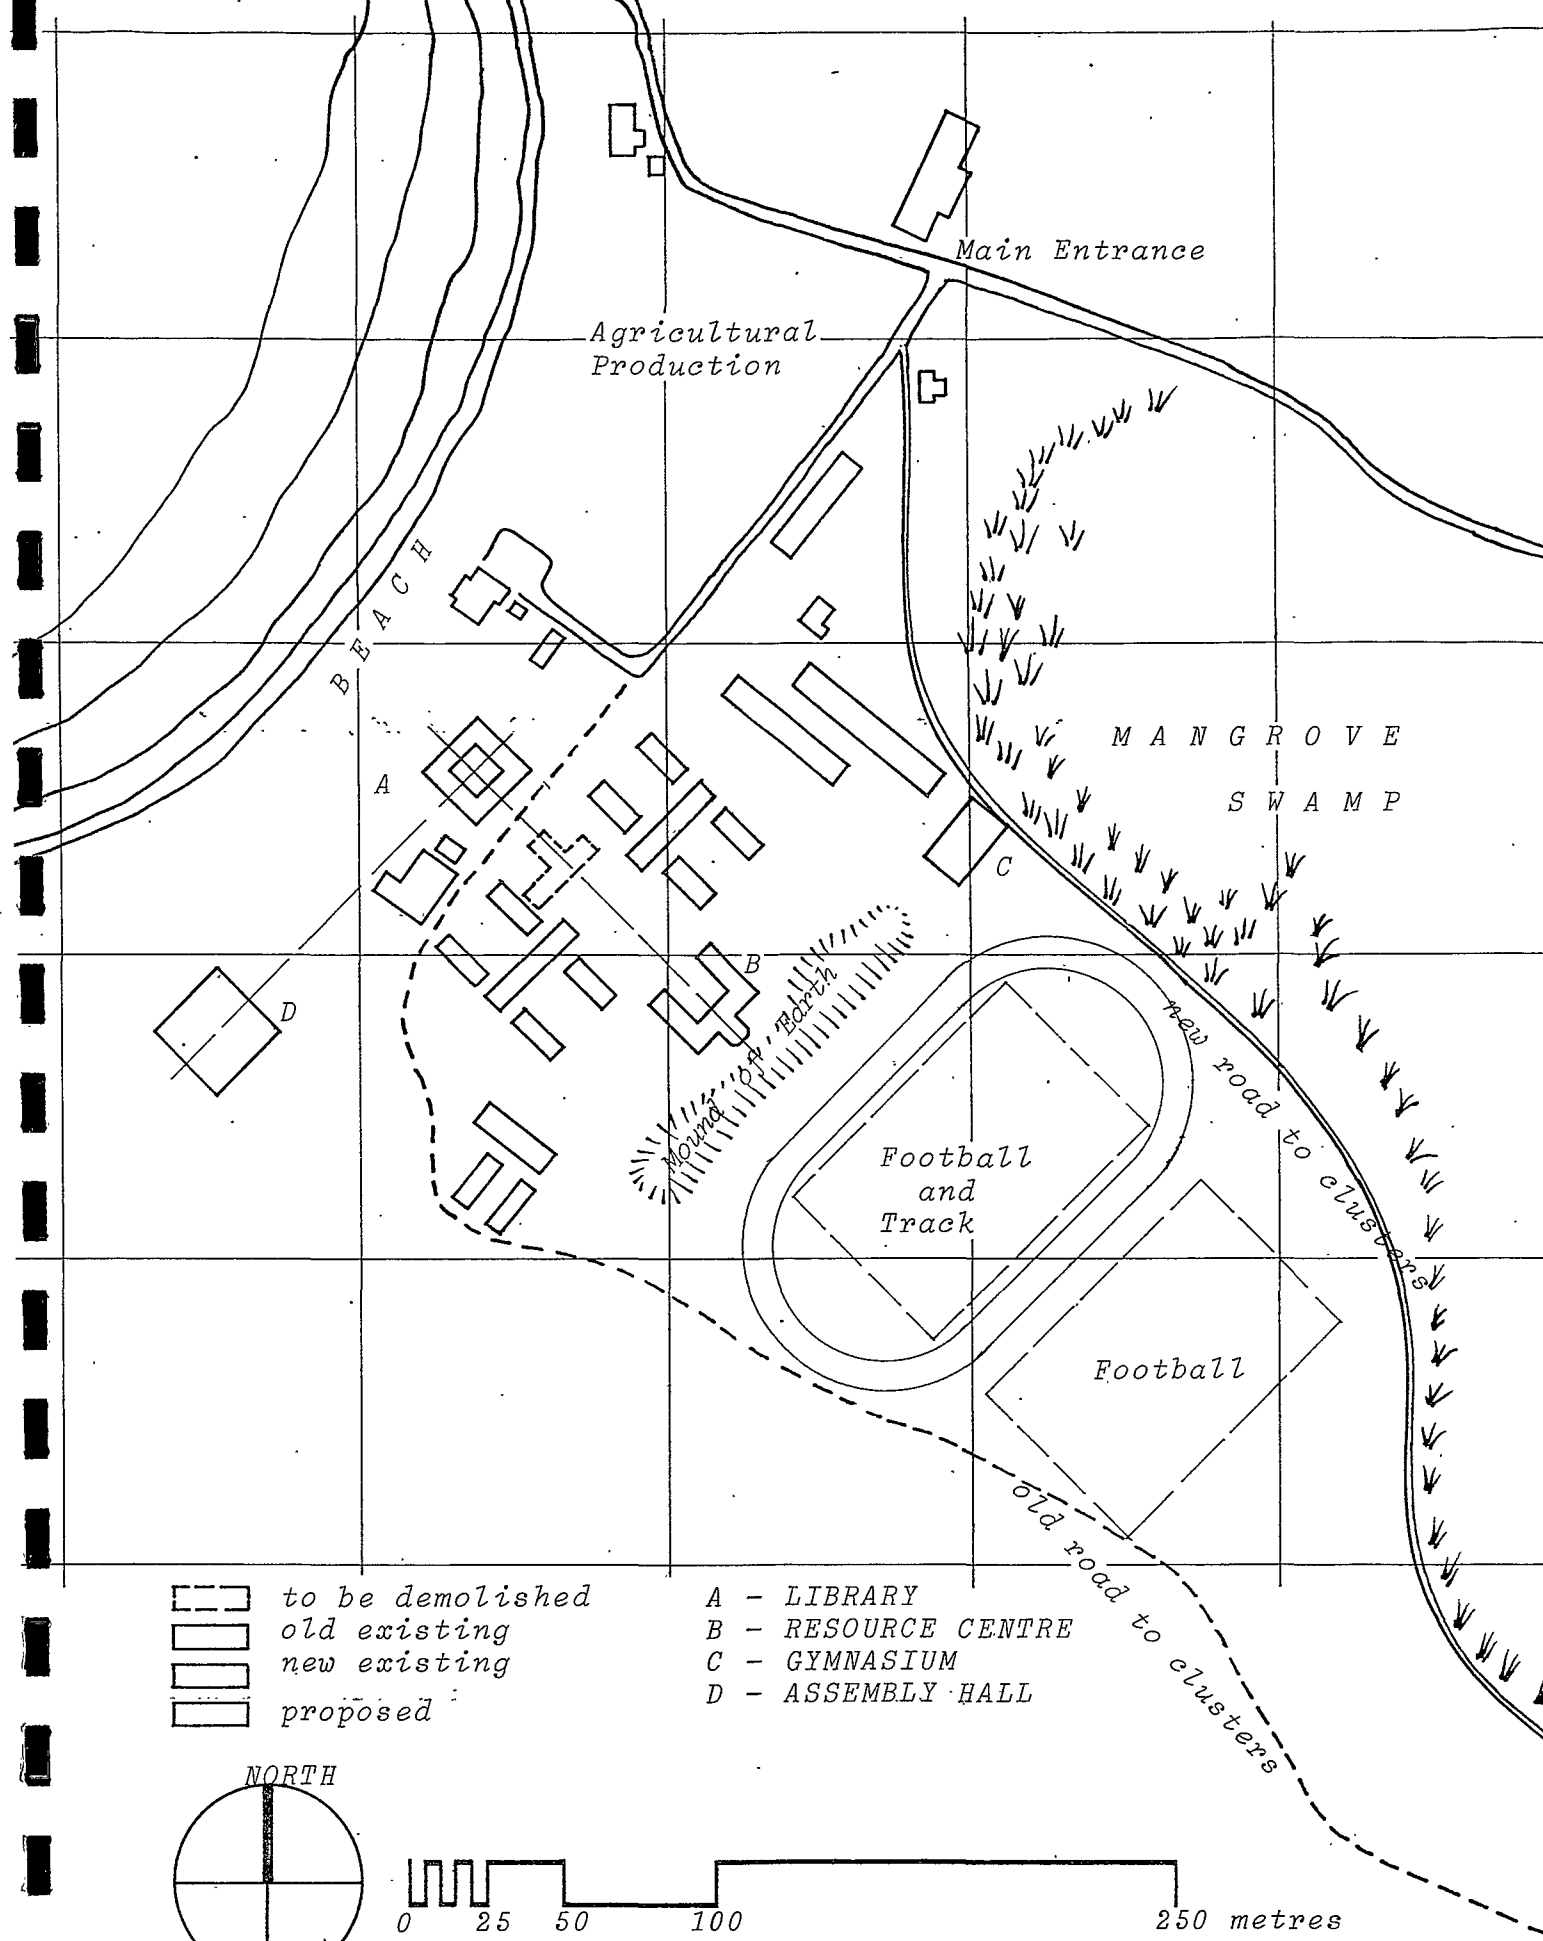 Main Entrance
Agricultural
Production
BEACH
MANGROVE
SWAMP
A
C
B
D
Mound of Earth
new road to clusters
Football
and
Track
Football
old road to clusters
to be demolished
old existing
new existing
proposed
A - LIBRARY
B - RESOURCE CENTRE
C - GYMNASIUM
D - ASSEMBLY HALL
NORTH
0 25 50 100 250 metres